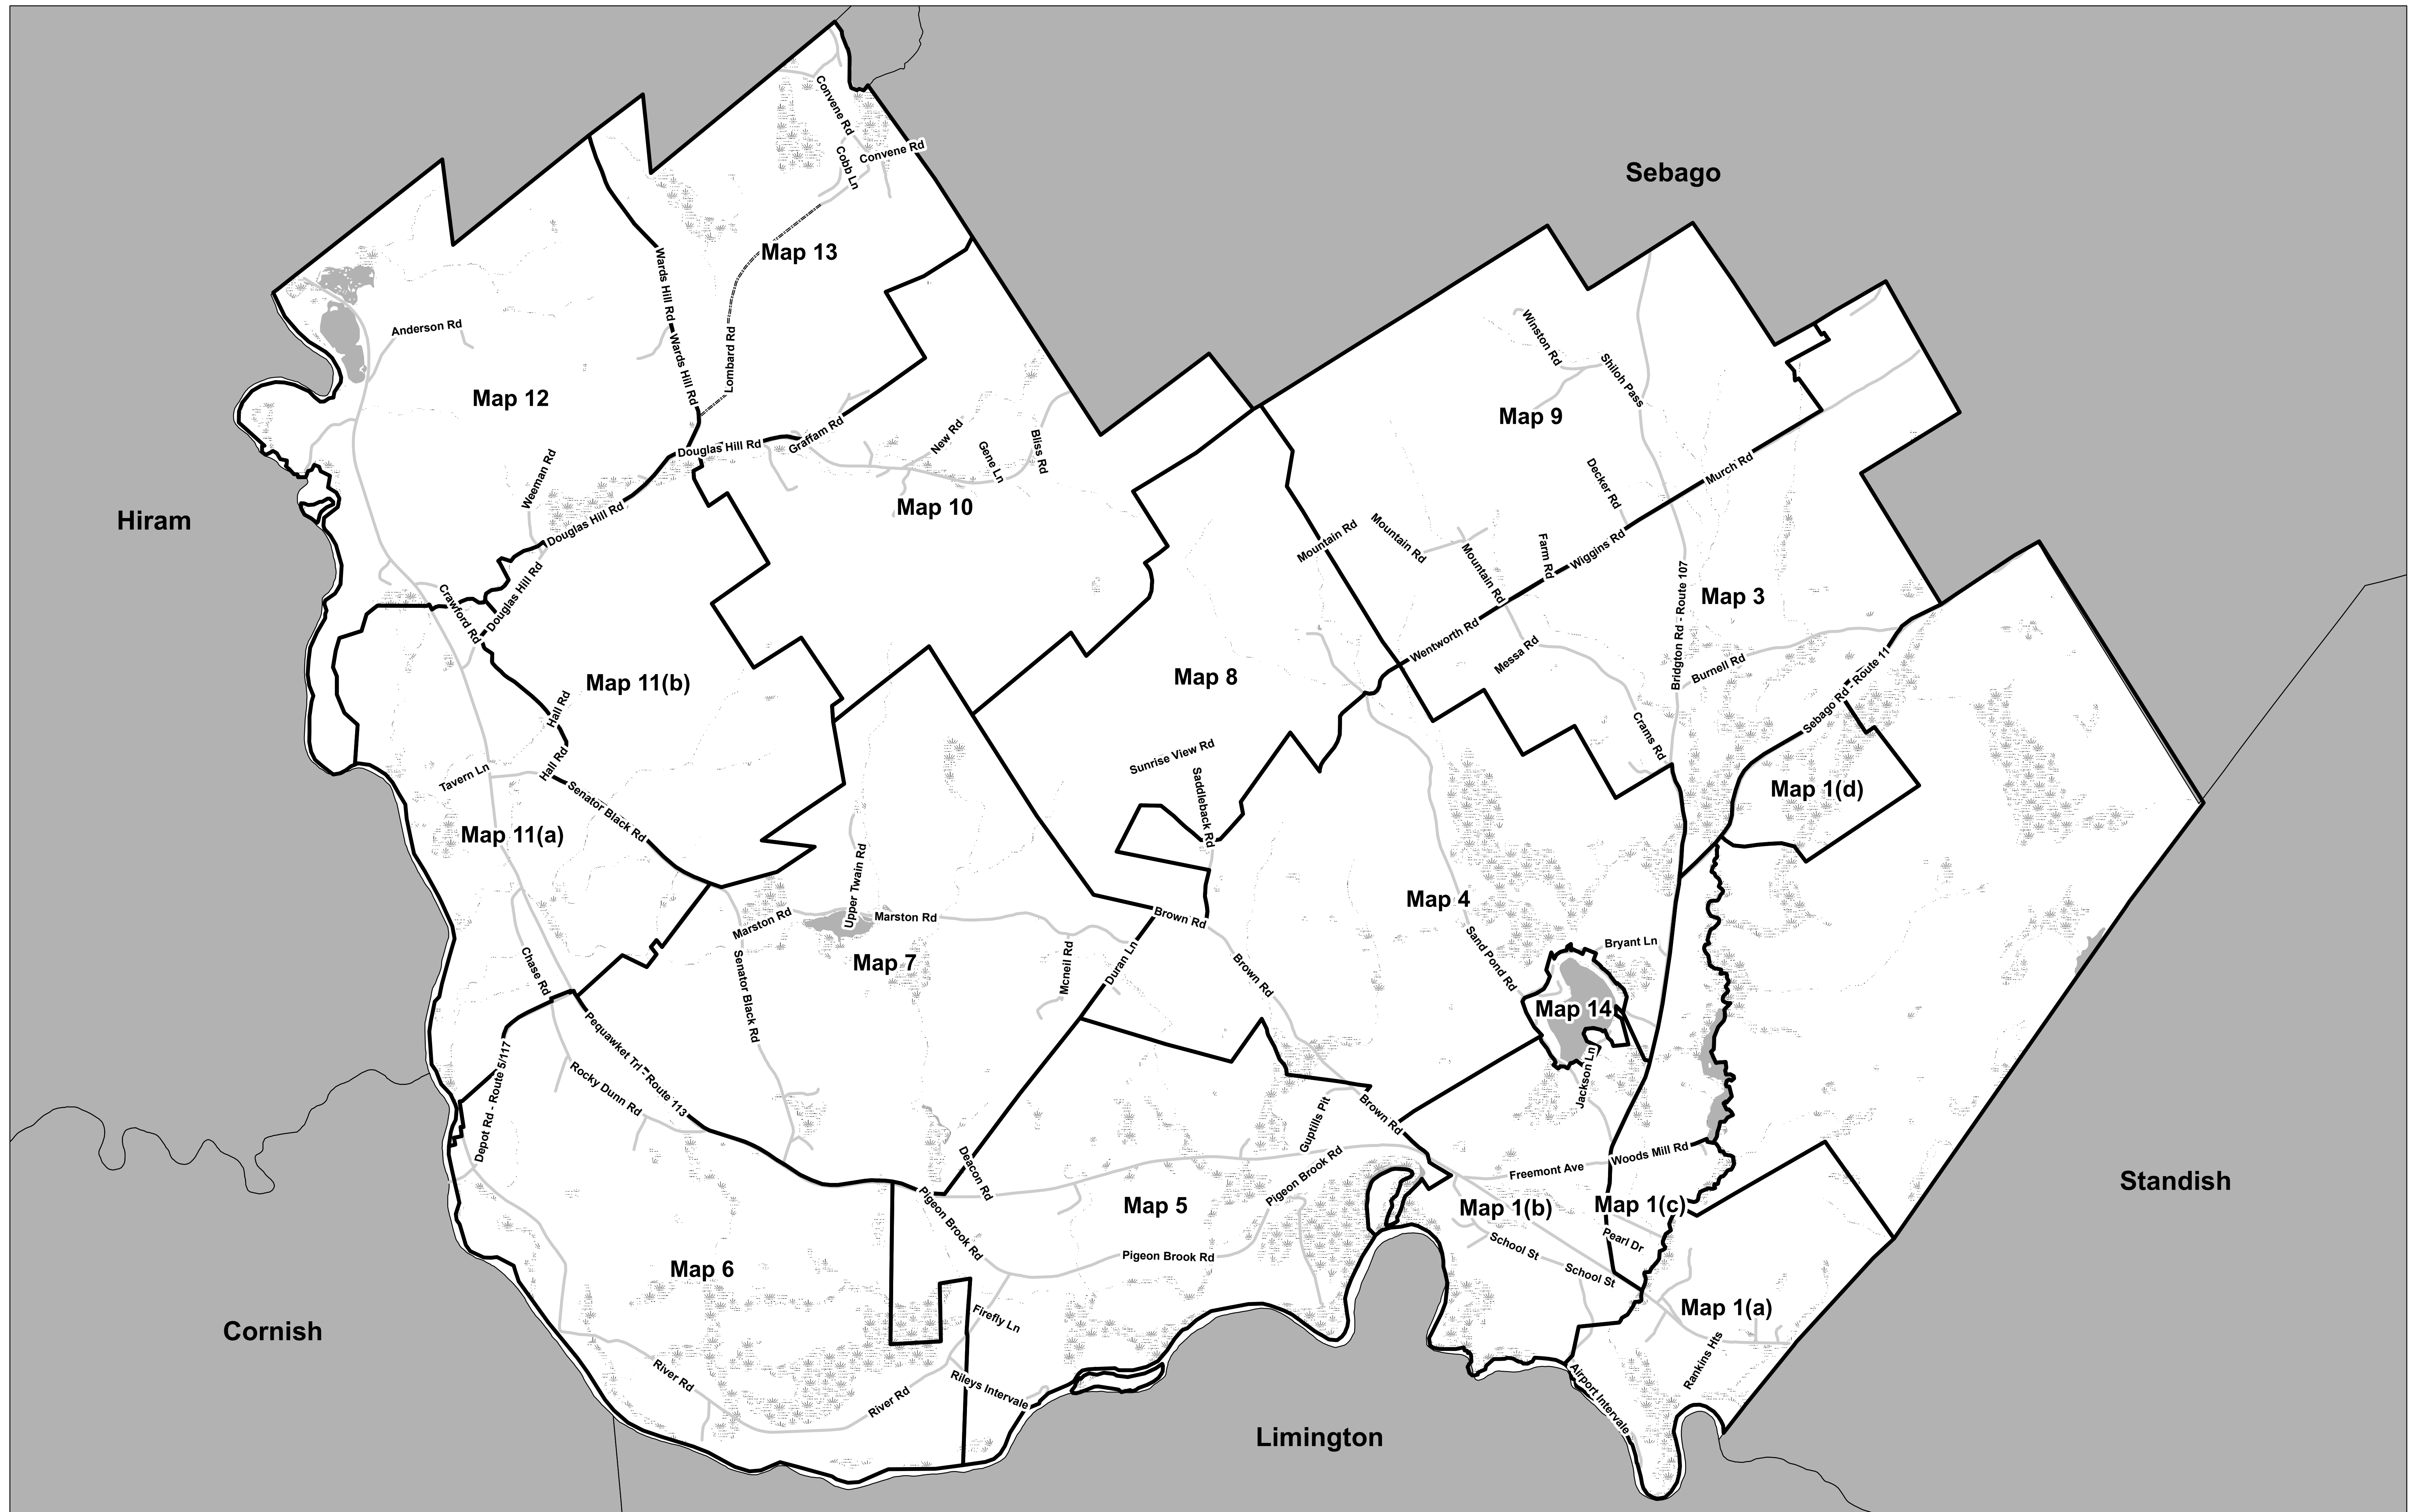 Convene Rd
Convene Rd
Cobb Ln
Sebago
Map 13
Wards Hill Rd
Wards Hill Rd
Lombard Rd
Anderson Rd
Winston Rd
Shiloh Pass
Map 12
Map 9
Douglas Hill Rd
Graffam Rd
New Rd
Gene Ln
Bliss Rd
Weeman Rd
Decker Rd
Murch Rd
Map 10
Hiram
Douglas Hill Rd
Mountain Rd
Mountain Rd
Mountain Rd
Farm Rd
Wiggins Rd
Crawford Rd
Douglas Hill Rd
Map 3
Bridgton Rd - Route 107
Wentworth Rd
Messa Rd
Burnell Rd
Sebago Rd - Route 11
Map 11(b)
Map 8
Hall Rd
Hall Rd
Crams Rd
Tavern Ln
Sunrise View Rd
Saddleback Rd
Map 1(d)
Senator Black Rd
Map 11(a)
Upper Twain Rd
Map 4
Marston Rd
Marston Rd
Brown Rd
Sand Pond Rd
Bryant Ln
Map 7
Chase Rd
Senator Black Rd
Mcneil Rd
Duran Ln
Brown Rd
Map 14
Pequawket Trl - Route 113
Depot Rd - Route 5/117
Rocky Dunn Rd
Jackson Ln
Guptills Pit
Brown Rd
Deacon Rd
Pigeon Brook Rd
Freemont Ave
Woods Mill Rd
Standish
Map 5
Map 1(b)
Map 1(c)
Pigeon Brook Rd
Pigeon Brook Rd
School St
Pearl Dr
School St
Map 6
Map 1(a)
Cornish
Firefly Ln
Rankins Hts
River Rd
River Rd
Rileys Intervale
Airport Intervale
Limington